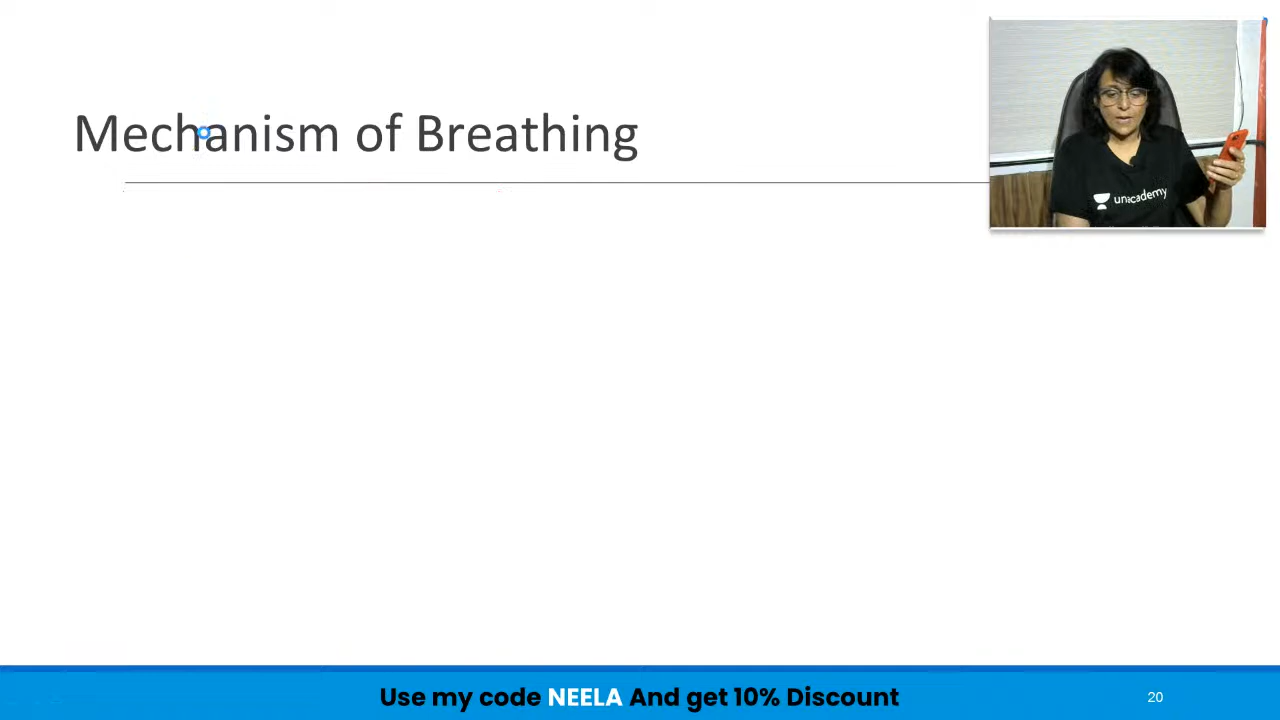 Mechanism of Breathing
unacademy
Use my code NEELA And get 10% Discount
20